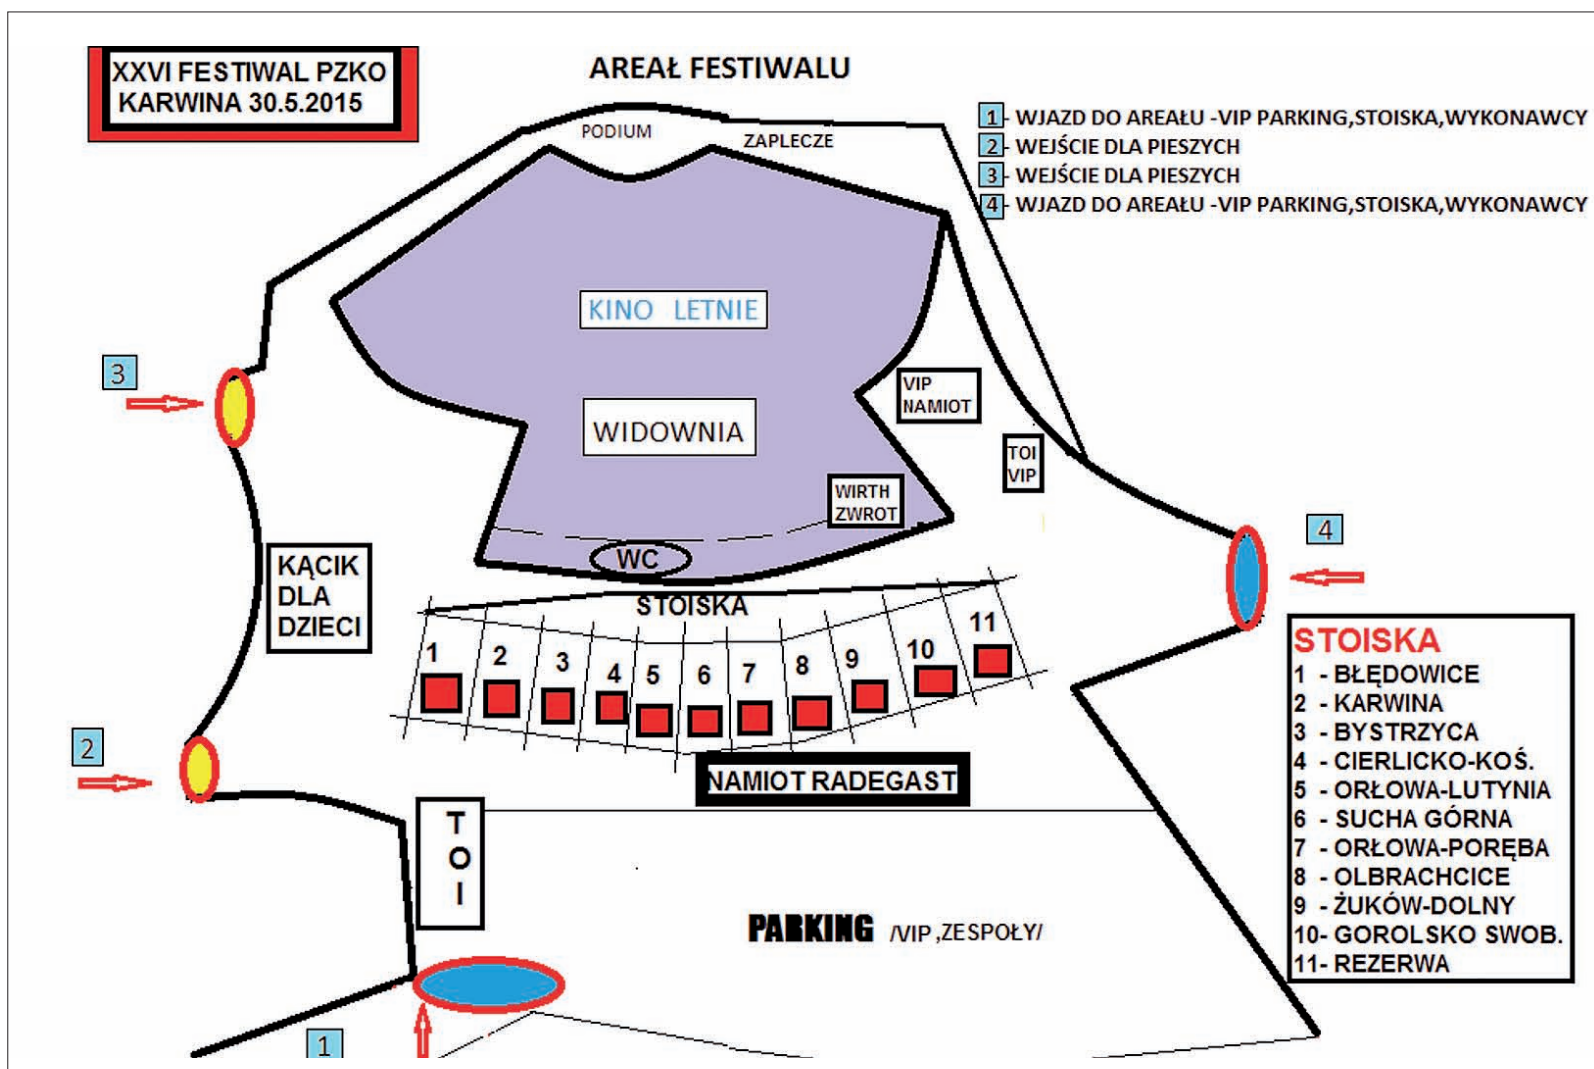 XXVI FESTIWAL PZKO
KARWINA 30.5.2015
AREAŁ FESTIWALU
1 - WJAZD DO AREAŁU -VIP PARKING,STOISKA,WYKONAWCY
2 - WEJŚCIE DLA PIESZYCH
3 - WEJŚCIE DLA PIESZYCH
4 - WJAZD DO AREAŁU -VIP PARKING,STOISKA,WYKONAWCY
PODIUM
ZAPLECZE
KINO LETNIE
3
VIP
NAMIOT
WIDOWNIA
TOI
VIP
WIRTH
ZWROT
4
WC
KĄCIK
DLA
DZIECI
STOISKA
1 2 3 4 5 6 7 8 9 10 11
2
NAMIOT RADEGAST
T
O
I
PARKING /VIP,ZESPOŁY/
1
STOISKA
1 - BŁĘDOWICE
2 - KARWINA
3 - BYSTRZYCA
4 - CIERLICKO-KOŚ.
5 - ORŁOWA-LUTYNIA
6 - SUCHA GÓRNA
7 - ORŁOWA-PORĘBA
8 - OLBRACHCICE
9 - ŻUKÓW-DOLNY
10- GOROLSKO SWOB.
11- REZERWA